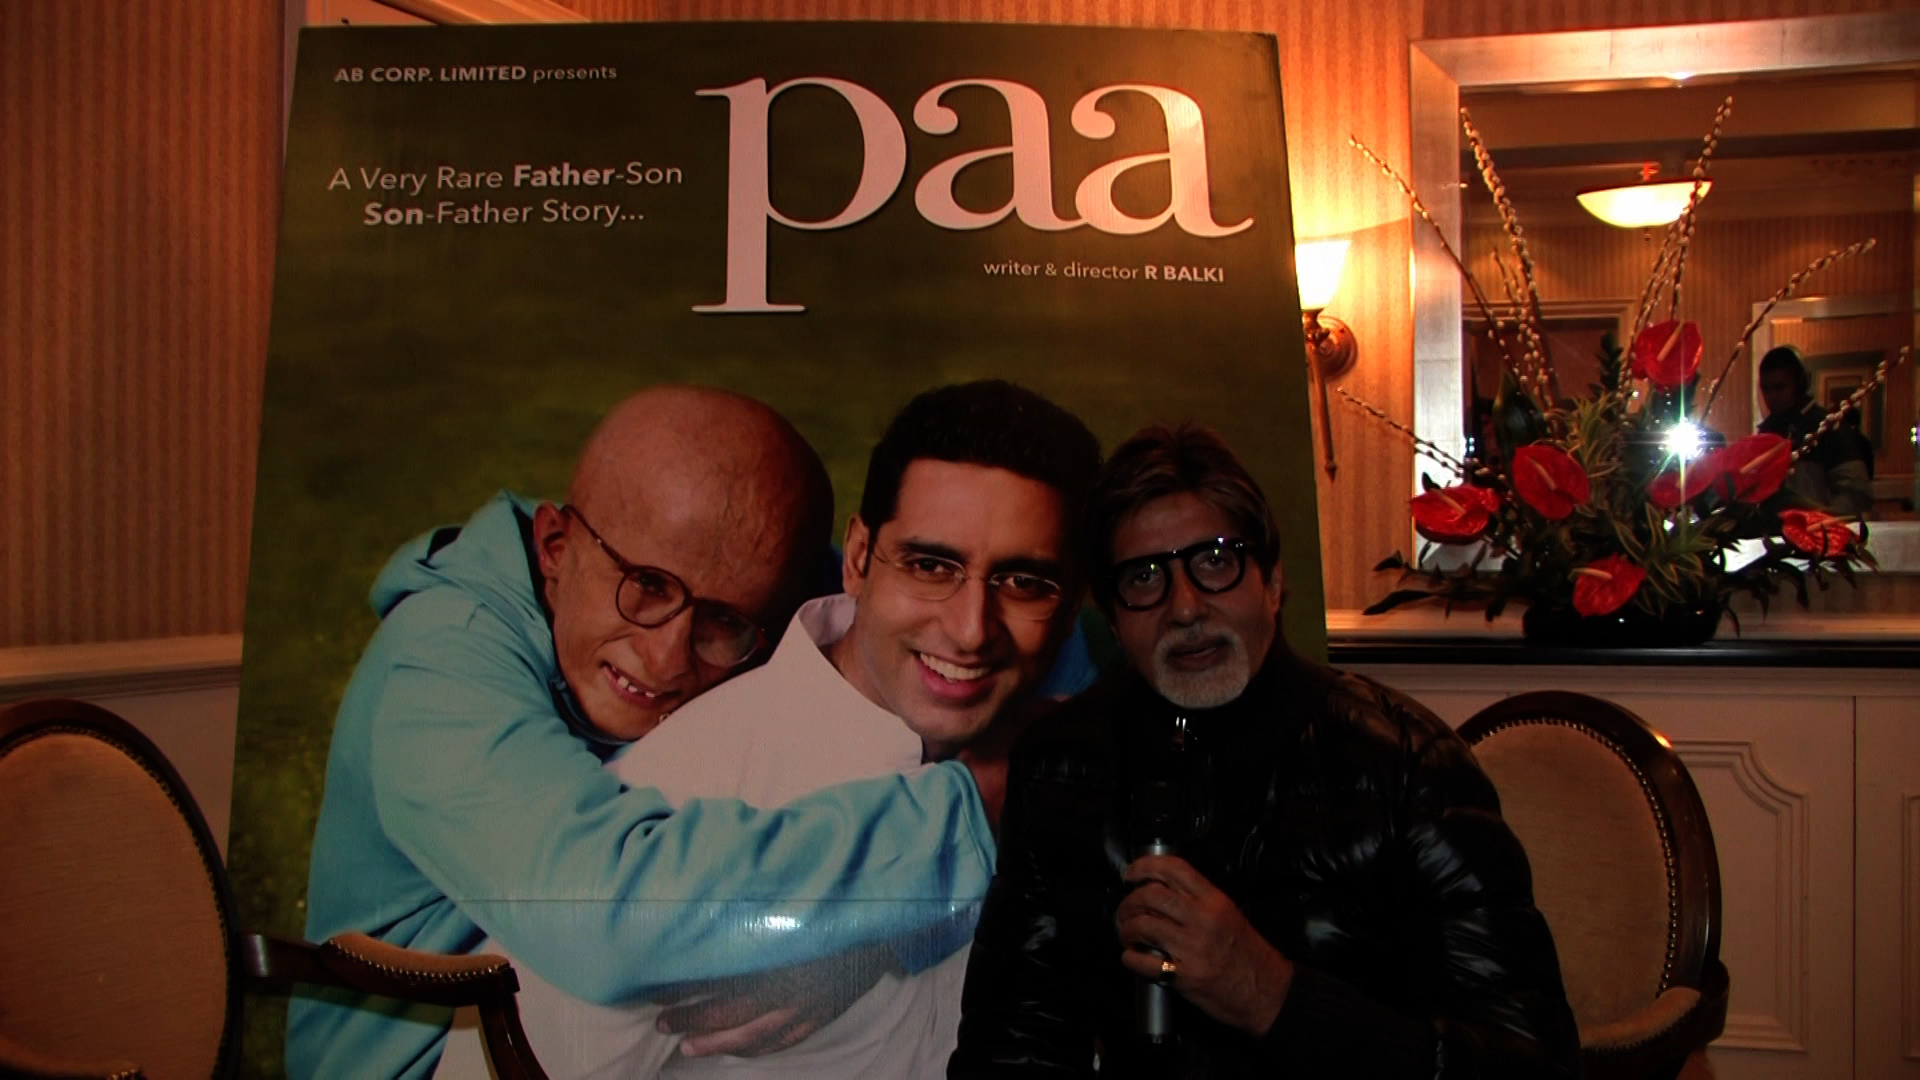 AB CORP. LIMITED presents
paa
A Very Rare Father-Son
Son-Father Story...
writer & director R BALKI